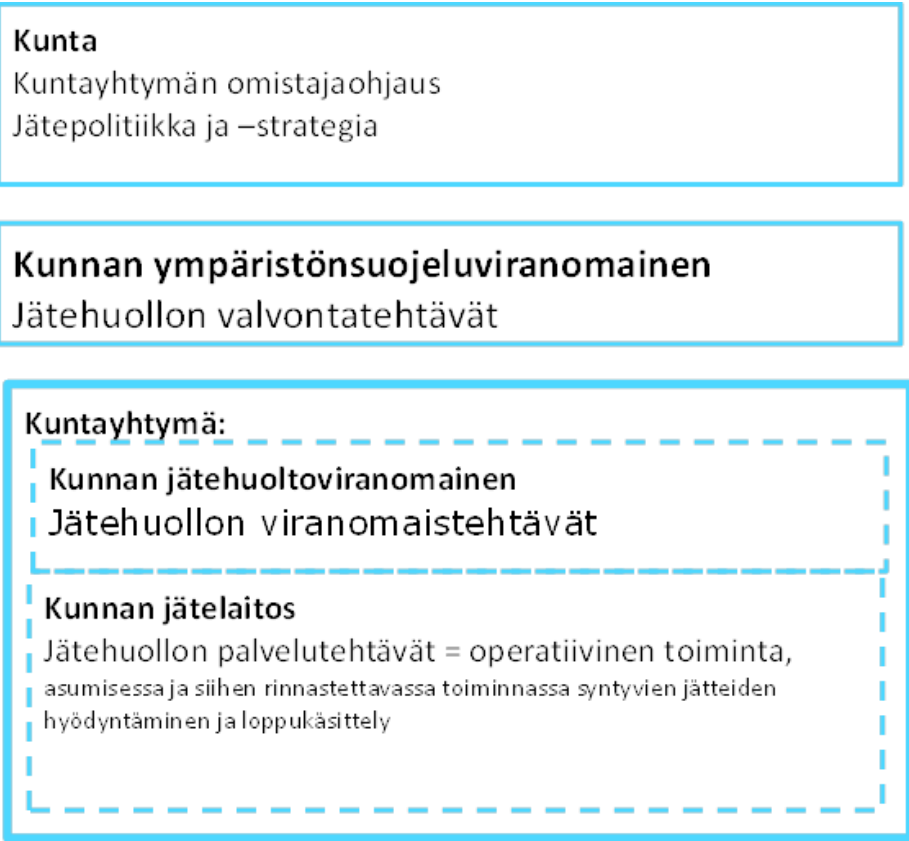 Kunta
Kuntayhtymän omistajaohjaus
Jätepolitiikka ja –strategia
Kunnan ympäristönsuojeluviranomainen
Jätehuollon valvontatehtävät
Kuntayhtymä:
Kunnan jätehuoltoviranomainen
Jätehuollon viranomaistehtävät
Kunnan jätelaitos
Jätehuollon palvelutehtävät = operatiivinen toiminta,
asumisessa ja siihen rinnastettavassa toiminnassa syntyvien jätteiden
hyödyntäminen ja loppukäsittely